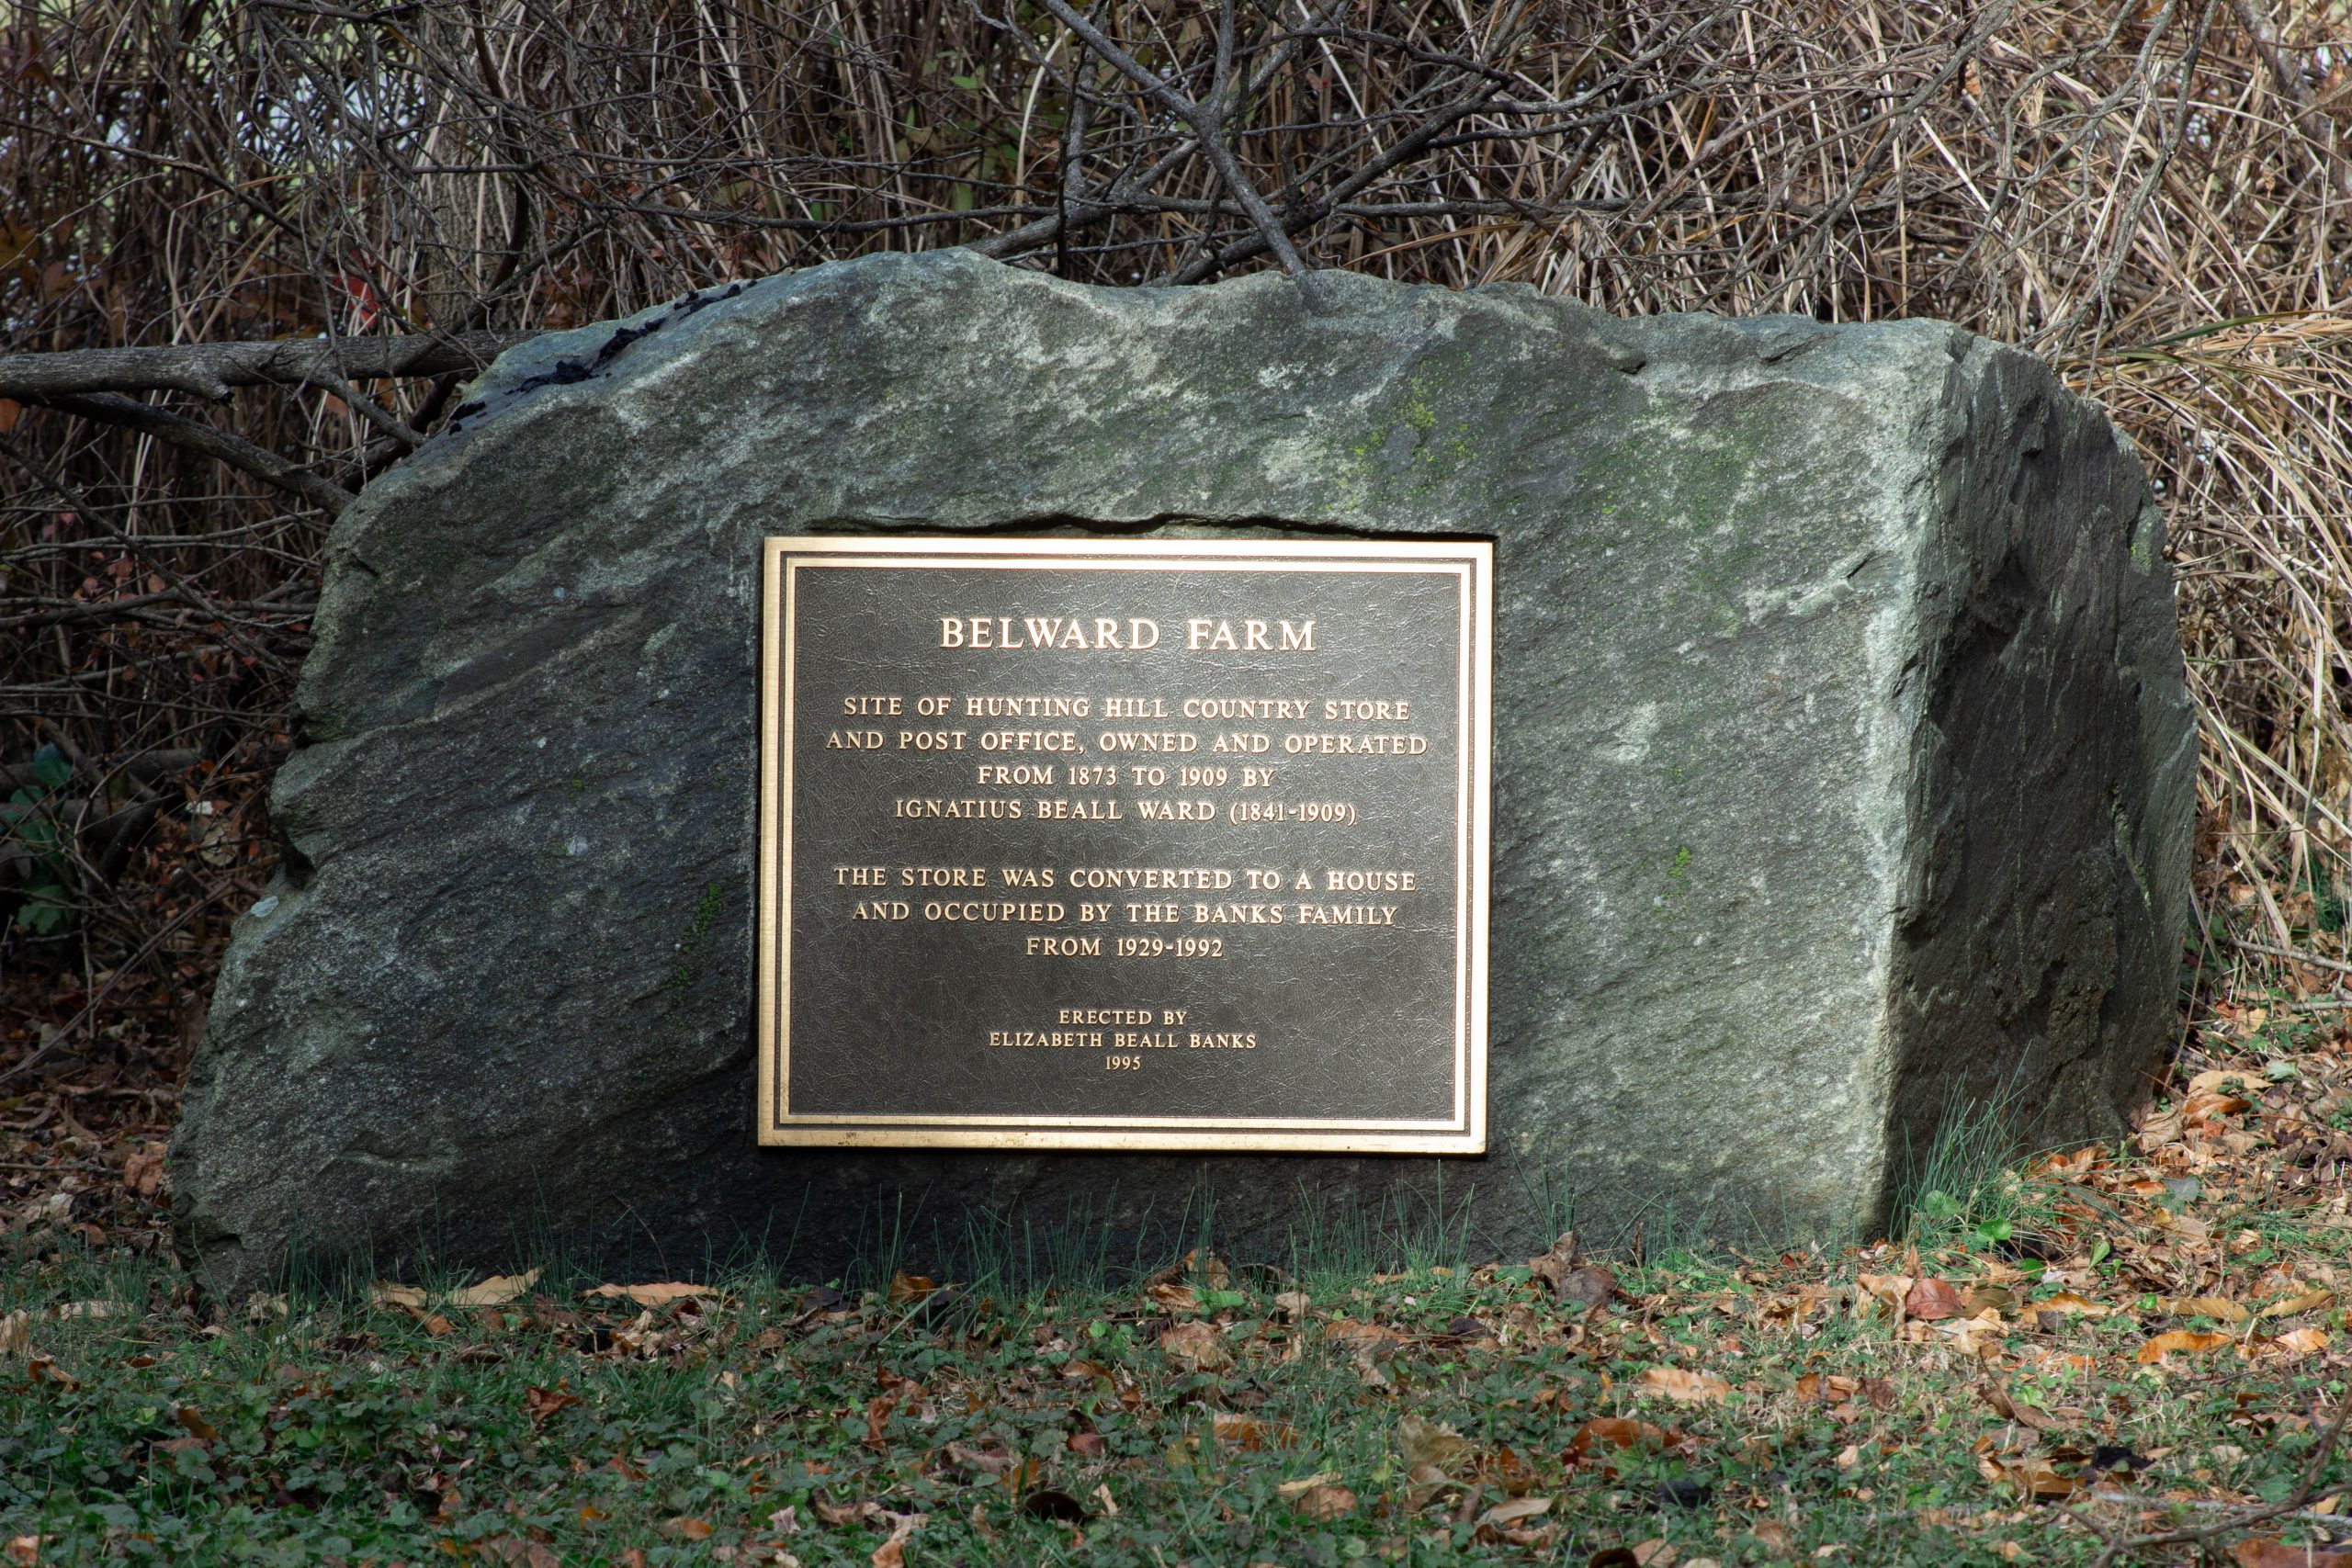 BELWARD FARM
SITE OF HUNTING HILL COUNTRY STORE
AND POST OFFICE, OWNED AND OPERATED
FROM 1873 TO 1909 BY
IGNATIUS BEALL WARD (1841-1909)
THE STORE WAS CONVERTED TO A HOUSE
AND OCCUPIED BY THE BANKS FAMILY
FROM 1929-1992
ERECTED BY
ELIZABETH BEALL BANKS
1995